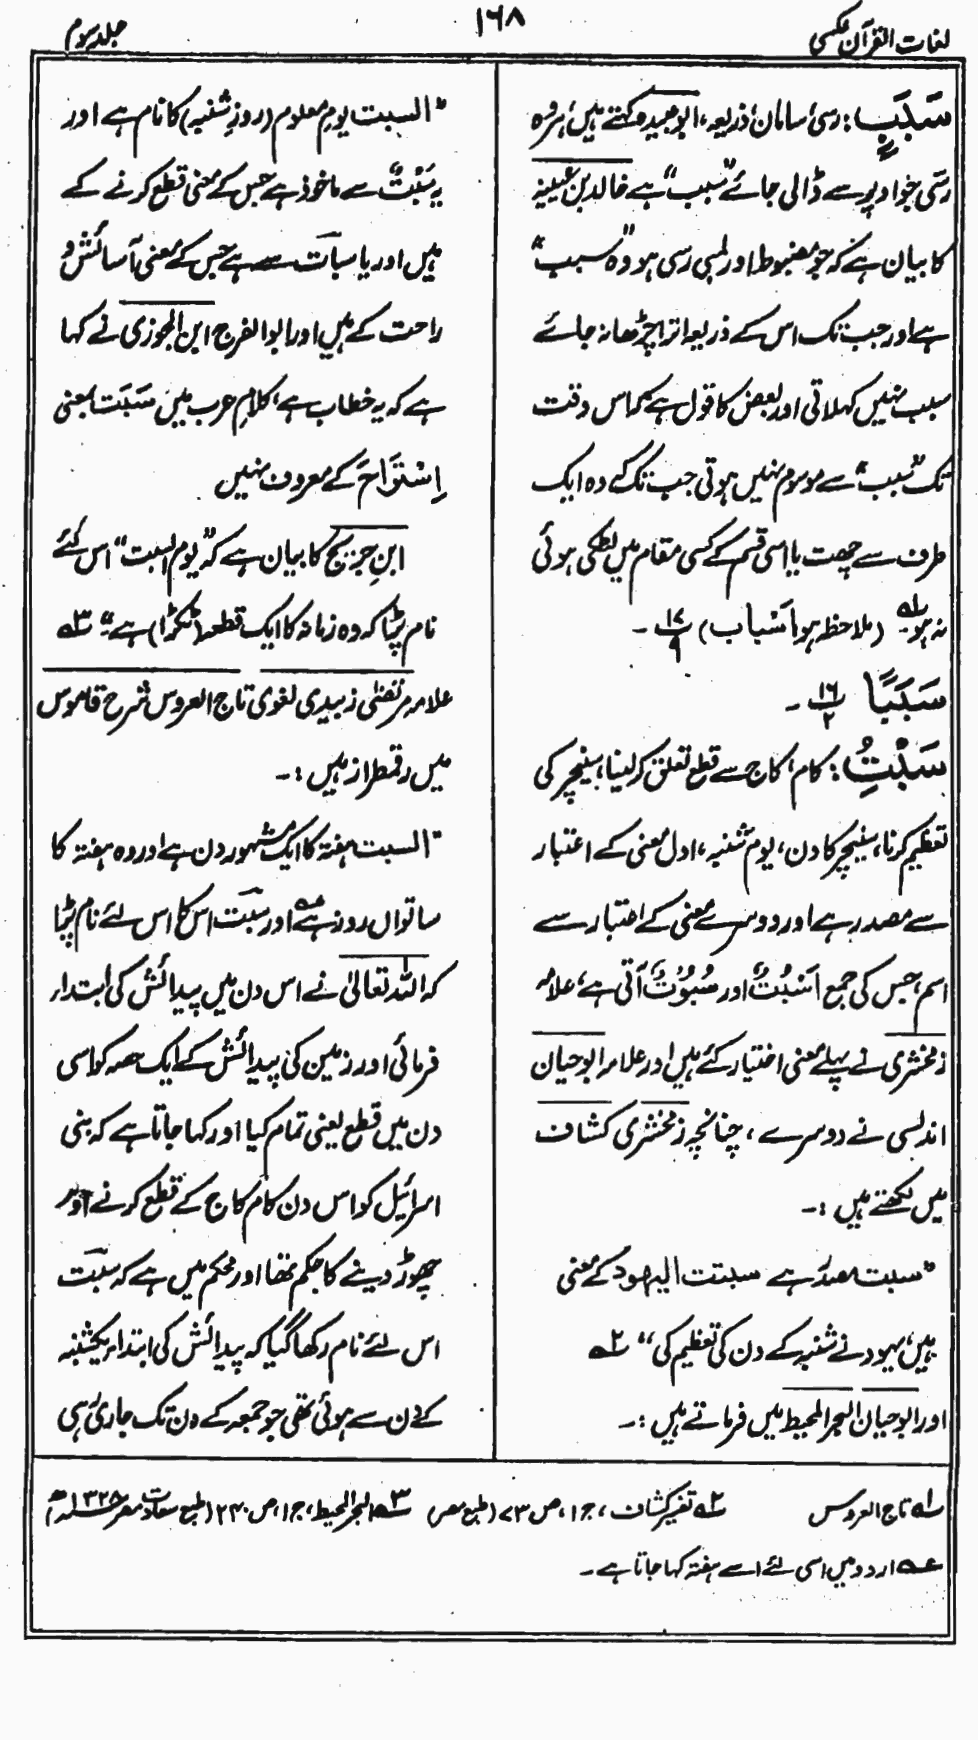 لغات القرآن عکسی
۱۶۸
جلد سوم
سَبَبٍ: رسی، سامان، ذریعہ، ابو عبیدہ کہتے ہیں، ہر وہ
رسّی جو اوپر سے ڈالی جائے ”سبب“ ہے خالد بن
کا بیان ہے کہ جو مضبوط اور لمبی رسی ہو وہ ”سبب“
ہے اور جب تک اس کے ذریعہ اترا چڑھا نہ جائے
سبب نہیں کہلاتی اور بعض کا قول ہے کہ اس وقت
تک ”سبب“ سے موسوم نہیں ہوتی جب تک کہ وہ ایک
طرف سے چھت یا اسی قسم کے کسی مقام میں لٹکی ہوئی
نہ ہو لہ (ملاحظہ ہو اَسْبَاب) ۱۷/۹ ۔
سَبَبًا ۱۶/۲ ۔
سَبْتُ: کام، کاج سے قطع تعلق کر لینا، سنیچر کی
تعظیم کرنا، سنیچر کا دن، یوم شنبہ، اول معنی کے اعتبار
سے مصدر ہے اور دوسرے معنی کے اعتبار سے
اسم، جس کی جمع اَسْبُتٌ اور سُبُوْتٌ آتی ہے، علامہ
زمخشری نے پہلے معنی اختیار کئے ہیں اور علامہ ابو حیان
اندلسی نے دوسرے، چنانچہ زمخشری کشاف
میں لکھتے ہیں :۔
”سبت مصدر ہے سبتت الیہود کے معنی
ہیں، یہود نے شنبہ کے دن کی تعظیم کی“ ۲ہ
اور ابو حیان البحر المحیط میں فرماتے ہیں :۔
”السبت یوم معلوم (روزِ شنبہ) کا نام ہے اور
یہ سَبْتٌ سے ماخوذ ہے جس کے معنی قطع کرنے کے
ہیں اور یا سبات سے ہے جس کے معنی آسائش و
راحت کے ہیں اور ابو الفرج ابن الجوزی نے کہا
ہے کہ یہ خطاب ہے، کلامِ عرب میں سَبَتَ بمعنی
اِسْتَرَاحَ کے معروف نہیں
ابن جریج کا بیان ہے کہ ”یوم السبت“ اس لئے
نام پڑا کہ وہ زمانہ کا ایک قطعہ (ٹکڑا) ہے“ ۳ہ
علامہ مرتضیٰ زبیدی لغوی تاج العروس شرح قاموس
میں رقمطراز ہیں :۔
”السبت ہفتہ کا ایک مشہور دن ہے اور وہ ہفتہ کا
ساتواں روز ہے عہ اور سبت اس کا اس لئے نام پڑا
کہ اللہ تعالیٰ نے اس دن میں پیدائش کی ابتداء
فرمائی اور زمین کی پیدائش کے ایک حصہ کو اسی
دن میں قطع یعنی تمام کیا اور کہا جاتا ہے کہ بنی
اسرائیل کو اس دن کام کاج کے قطع کرنے اور
چھوڑ دینے کا حکم تھا اور محکم میں ہے کہ سبت
اس لئے نام رکھا گیا کہ پیدائش کی ابتداء یکشنبہ
کے دن سے ہوئی تھی جو جمعہ کے دن تک جاری رہی
لہ تاج العروس ۲ہ تفسیر کشاف، ج ۱، ص ۷۳ (طبع مصر) ۳ہ البحر المحیط، ج ۱، ص ۲۴۰ (طبع سعادت مصر ۱۳۲۸ھ)
عہ اردو میں اسی لئے اسے ہفتہ کہا جاتا ہے۔